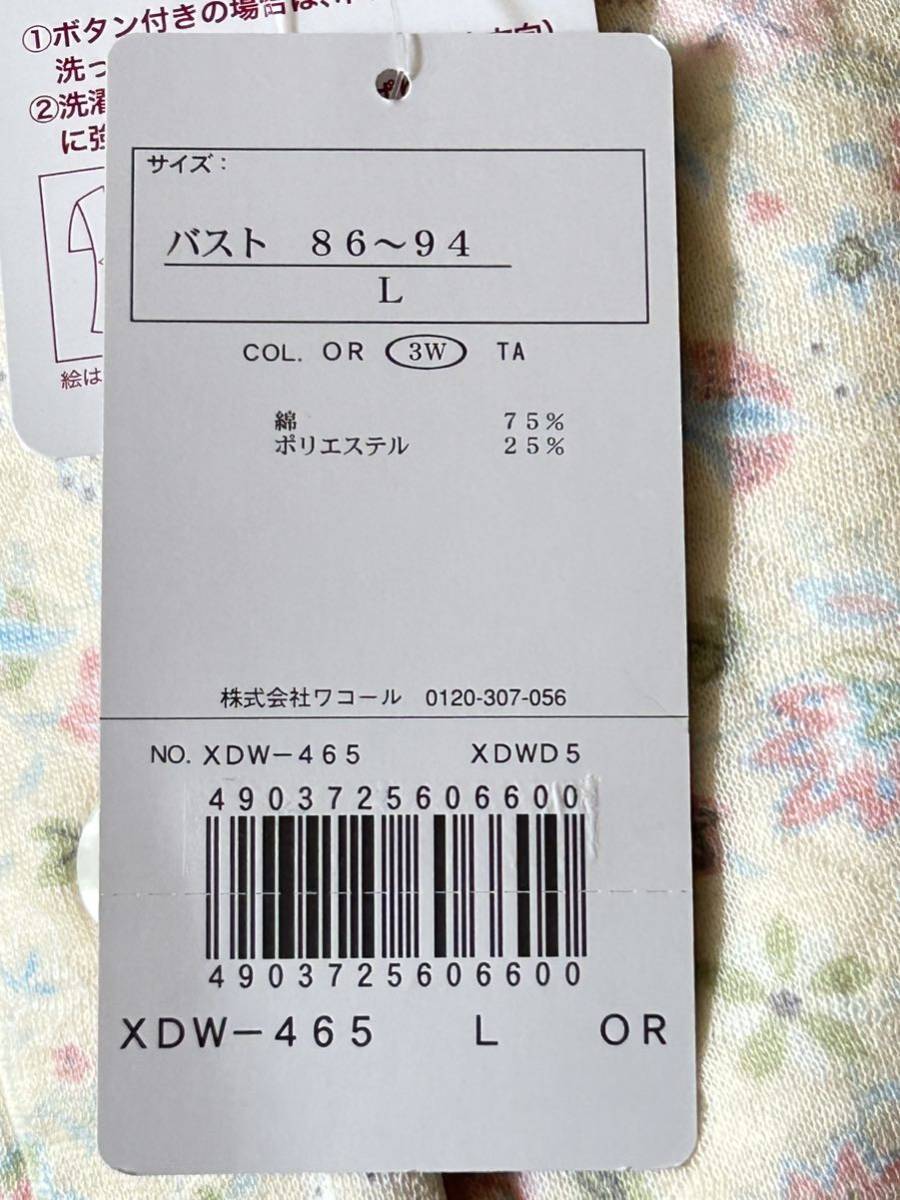 ①ボタン付きの場合は、
洗っ
②洗濯
に強
絵は
サイズ:
バスト 86〜94
L
COL. OR 3W TA
綿 75%
ポリエステル 25%
株式会社ワコール 0120-307-056
NO. XDW-465 XDWD5
4903725606600
4903725606600
XDW-465 L OR